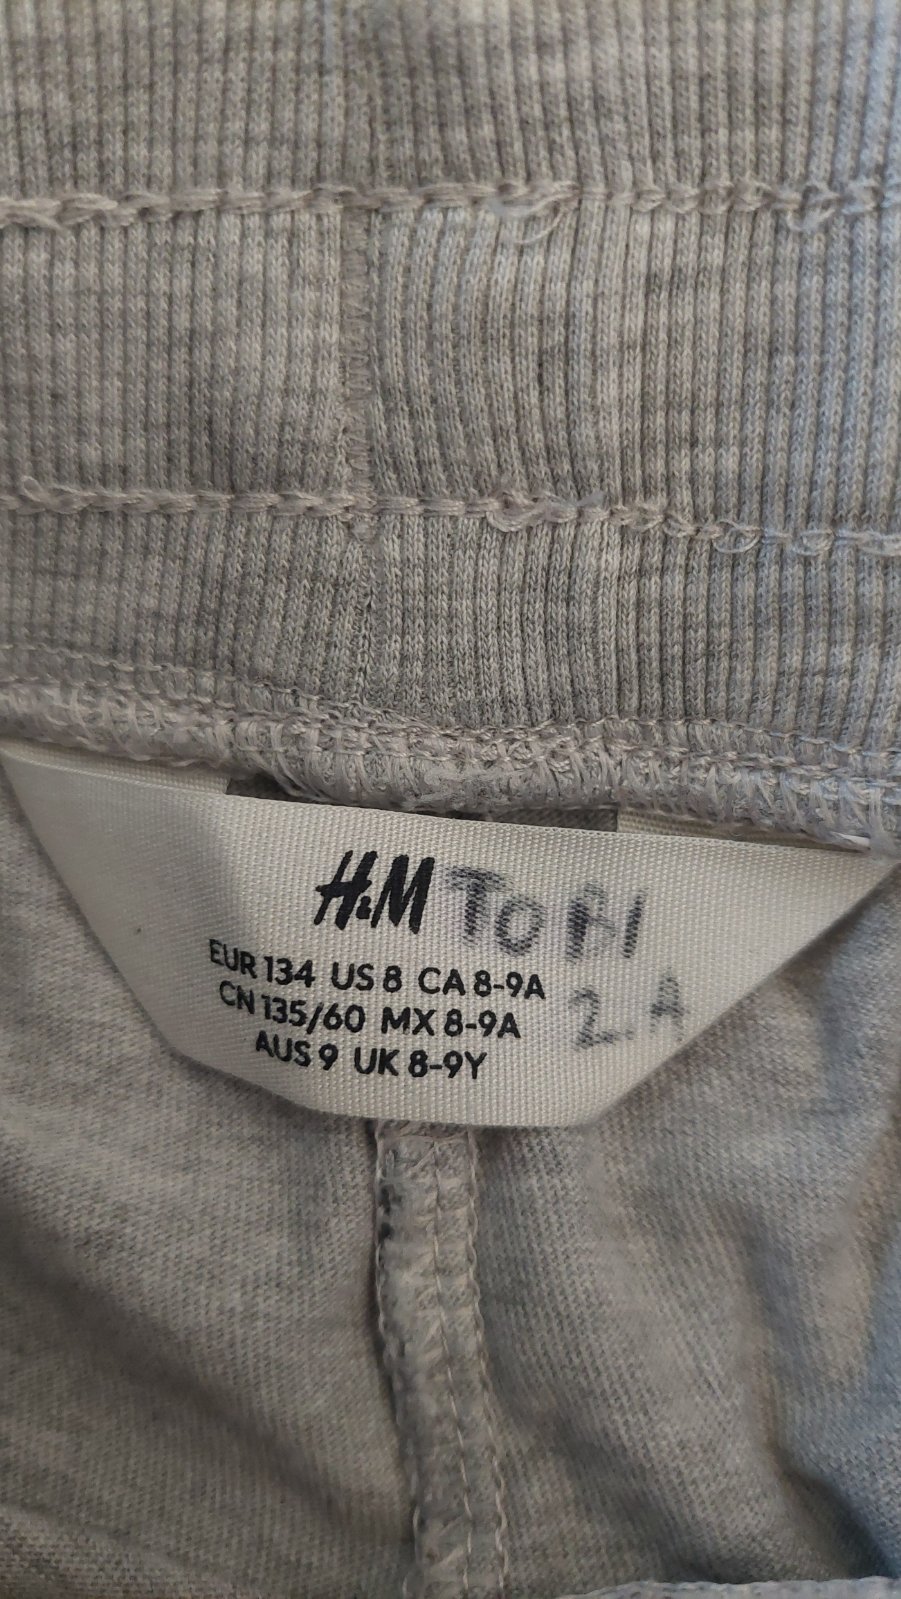 H&M TOBI
EUR 134 US 8 CA 8-9A
CN 135/60 MX 8-9A 2A
AUS 9 UK 8-9Y